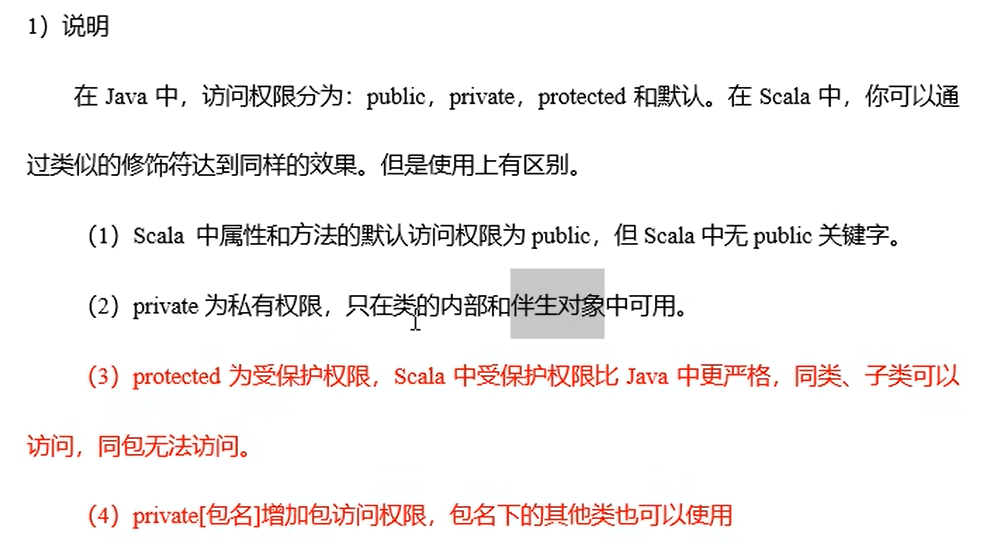 1）说明
在 Java 中，访问权限分为：public，private，protected 和默认。在 Scala 中，你可以通
过类似的修饰符达到同样的效果。但是使用上有区别。
（1）Scala 中属性和方法的默认访问权限为 public，但 Scala 中无 public 关键字。
（2）private 为私有权限，只在类的内部和伴生对象中可用。
（3）protected 为受保护权限，Scala 中受保护权限比 Java 中更严格，同类、子类可以
访问，同包无法访问。
（4）private[包名]增加包访问权限，包名下的其他类也可以使用